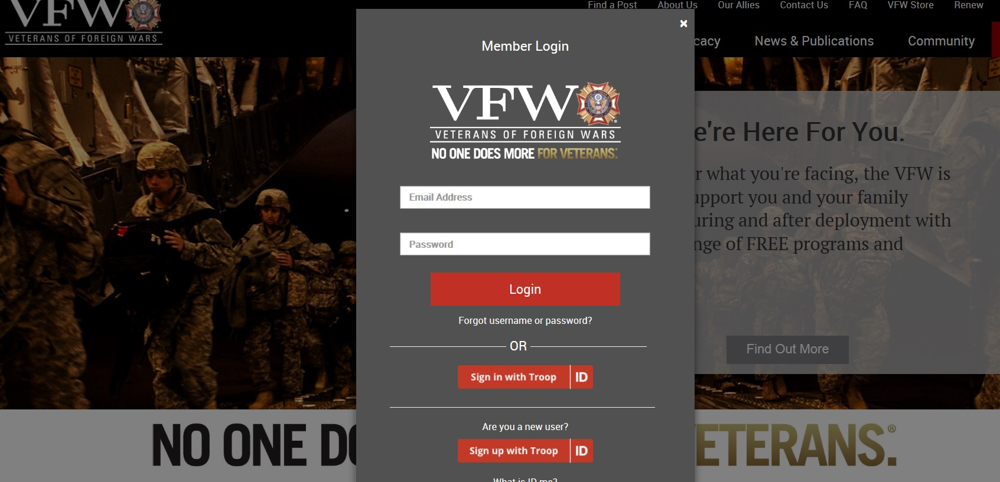 VFW
VETERANS OF FOREIGN WARS
Find a Post About Us Our Allies Contact Us FAQ VFW Store Renew
News & Publications Community
×
Member Login
VFW
®
VETERANS OF FOREIGN WARS
NO ONE DOES MORE FOR VETERANS.
Email Address
Password
Login
Forgot username or password?
OR
Sign in with Troop ID
Are you a new user?
Sign up with Troop ID
What is ID.me?
e're Here For You.
r what you're facing, the VFW is
upport you and your family
uring and after deployment with
nge of FREE programs and
Find Out More
NO ONE DO
ETERANS.®